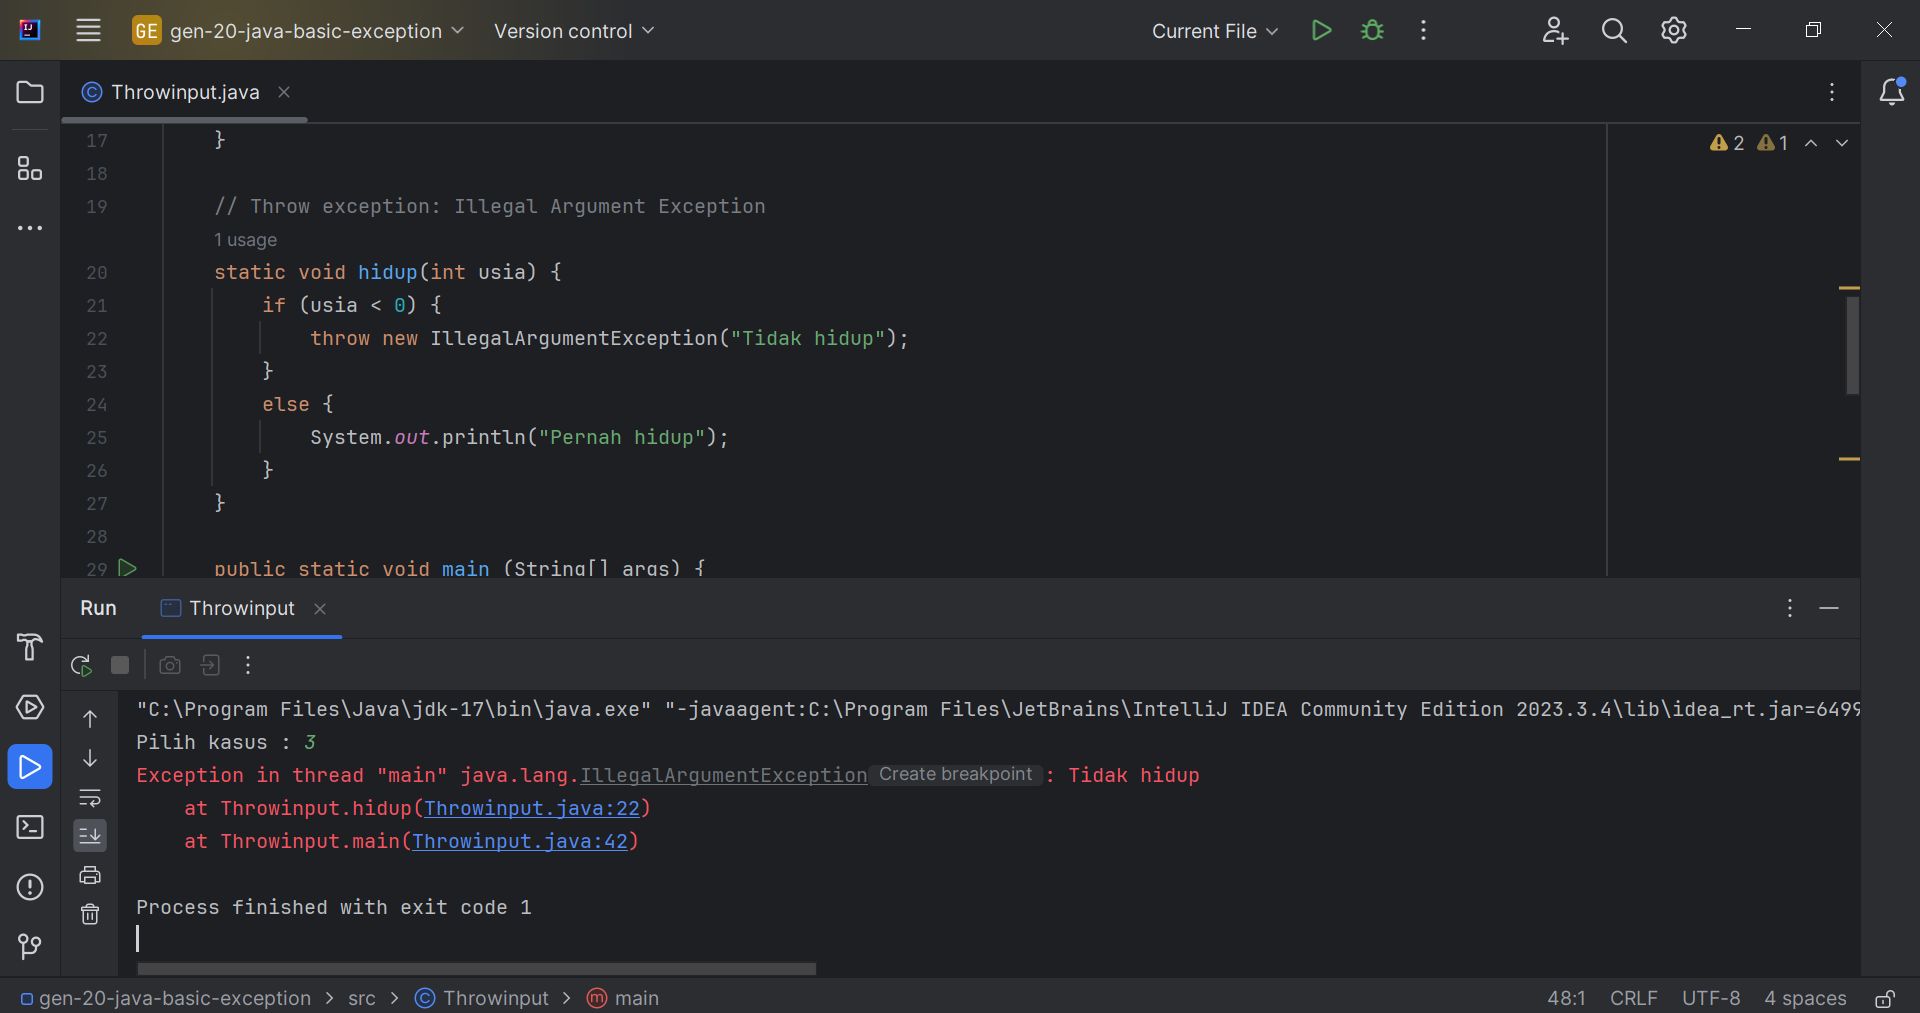 GE gen-20-java-basic-exception Version control Current File
Throwinput.java
2 1
17 }
18
19 // Throw exception: Illegal Argument Exception
1 usage
20 static void hidup(int usia) {
21 if (usia < 0) {
22 throw new IllegalArgumentException("Tidak hidup");
23 }
24 else {
25 System.out.println("Pernah hidup");
26 }
27 }
28
29 public static void main (String[] args) {
Run Throwinput
"C:\Program Files\Java\jdk-17\bin\java.exe" "-javaagent:C:\Program Files\JetBrains\IntelliJ IDEA Community Edition 2023.3.4\lib\idea_rt.jar=6499
Pilih kasus : 3
Exception in thread "main" java.lang.IllegalArgumentException Create breakpoint : Tidak hidup
at Throwinput.hidup(Throwinput.java:22)
at Throwinput.main(Throwinput.java:42)
Process finished with exit code 1
gen-20-java-basic-exception > src > Throwinput > main 48:1 CRLF UTF-8 4 spaces